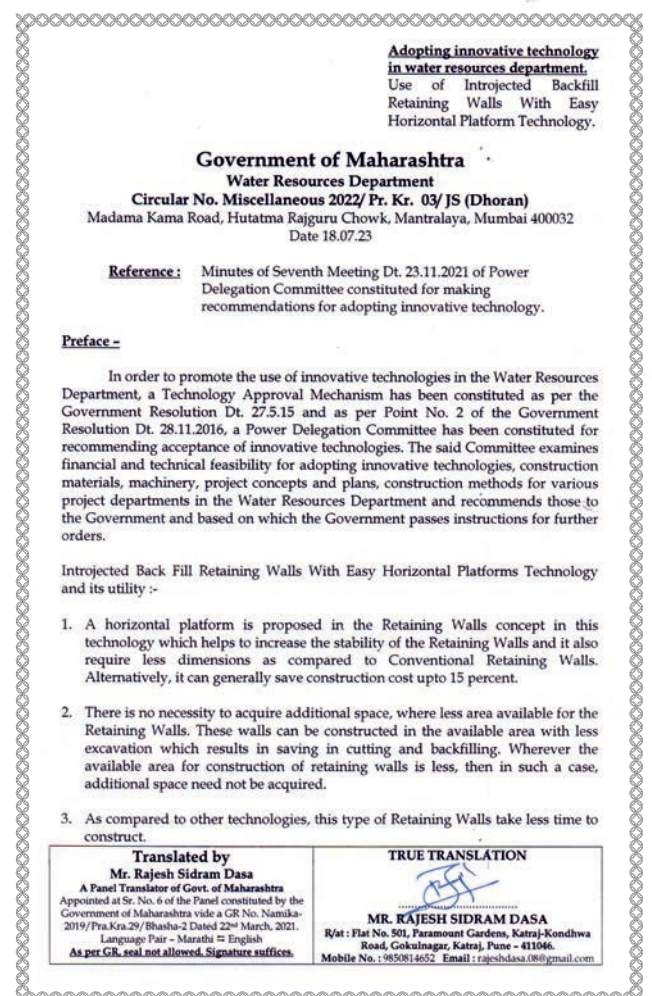 Adopting innovative technology
in water resources department.
Use of Introjected Backfill
Retaining Walls With Easy
Horizontal Platform Technology.
Government of Maharashtra
Water Resources Department
Circular No. Miscellaneous 2022/ Pr. Kr. 03/ JS (Dhoran)
Madama Kama Road, Hutatma Rajguru Chowk, Mantralaya, Mumbai 400032
Date 18.07.23
Reference : Minutes of Seventh Meeting Dt. 23.11.2021 of Power
Delegation Committee constituted for making
recommendations for adopting innovative technology.
Preface –
In order to promote the use of innovative technologies in the Water Resources
Department, a Technology Approval Mechanism has been constituted as per the
Government Resolution Dt. 27.5.15 and as per Point No. 2 of the Government
Resolution Dt. 28.11.2016, a Power Delegation Committee has been constituted for
recommending acceptance of innovative technologies. The said Committee examines
financial and technical feasibility for adopting innovative technologies, construction
materials, machinery, project concepts and plans, construction methods for various
project departments in the Water Resources Department and recommends those to
the Government and based on which the Government passes instructions for further
orders.
Introjected Back Fill Retaining Walls With Easy Horizontal Platforms Technology
and its utility :-
1. A horizontal platform is proposed in the Retaining Walls concept in this
technology which helps to increase the stability of the Retaining Walls and it also
require less dimensions as compared to Conventional Retaining Walls.
Alternatively, it can generally save construction cost upto 15 percent.
2. There is no necessity to acquire additional space, where less area available for the
Retaining Walls. These walls can be constructed in the available area with less
excavation which results in saving in cutting and backfilling. Wherever the
available area for construction of retaining walls is less, then in such a case,
additional space need not be acquired.
3. As compared to other technologies, this type of Retaining Walls take less time to
construct.
Translated by
Mr. Rajesh Sidram Dasa
A Panel Translator of Govt. of Maharashtra
Appointed at Sr. No. 6 of the Panel constituted by the
Government of Maharashtra vide a GR No. Namika-
2019/Pra.Kra.29/Bhasha-2 Dated 22nd March, 2021.
Language Pair – Marathi ⇆ English
As per GR, seal not allowed. Signature suffices.
TRUE TRANSLATION
MR. RAJESH SIDRAM DASA
R/at : Flat No. 501, Paramount Gardens, Katraj-Kondhwa
Road, Gokulnagar, Katraj, Pune – 411046.
Mobile No. : 9850814652 Email : rajeshdasa.08@gmail.com